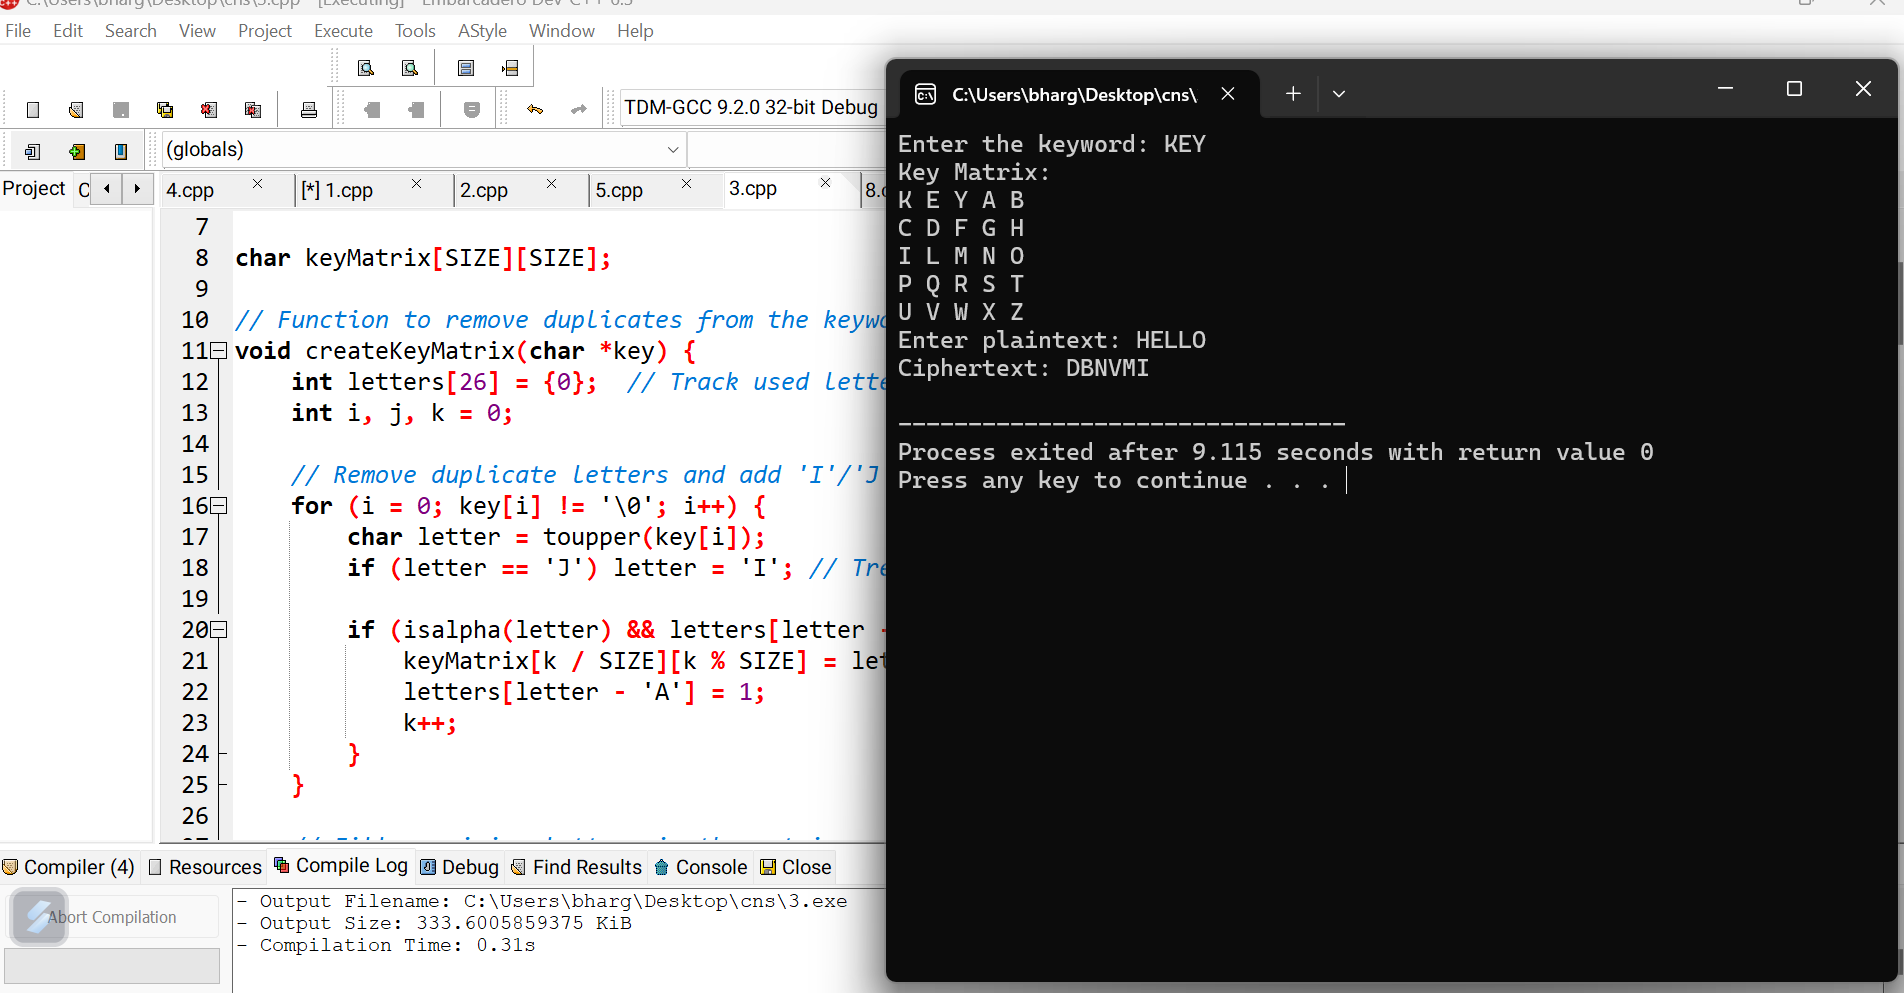 C:\Users\bharg\Desktop\cns\3.cpp - [Executing] - Embarcadero Dev-C++ 6.3
File Edit Search View Project Execute Tools AStyle Window Help
TDM-GCC 9.2.0 32-bit Debug
(globals)
Project C
4.cpp [*] 1.cpp 2.cpp 5.cpp 3.cpp 8.c
7
8 char keyMatrix[SIZE][SIZE];
9
10 // Function to remove duplicates from the keywo
11 void createKeyMatrix(char *key) {
12 int letters[26] = {0}; // Track used lette
13 int i, j, k = 0;
14
15 // Remove duplicate letters and add 'I'/'J
16 for (i = 0; key[i] != '\0'; i++) {
17 char letter = toupper(key[i]);
18 if (letter == 'J') letter = 'I'; // Tre
19
20 if (isalpha(letter) && letters[letter -
21 keyMatrix[k / SIZE][k % SIZE] = let
22 letters[letter - 'A'] = 1;
23 k++;
24 }
25 }
26
Compiler (4) Resources Compile Log Debug Find Results Console Close
Abort Compilation
- Output Filename: C:\Users\bharg\Desktop\cns\3.exe
- Output Size: 333.6005859375 KiB
- Compilation Time: 0.31s
C:\Users\bharg\Desktop\cns\
Enter the keyword: KEY
Key Matrix:
K E Y A B
C D F G H
I L M N O
P Q R S T
U V W X Z
Enter plaintext: HELLO
Ciphertext: DBNVMI
--------------------------------
Process exited after 9.115 seconds with return value 0
Press any key to continue . . .